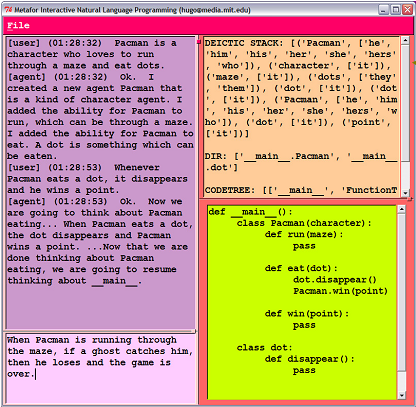 Metafor Interactive Natural Language Programming (hugo@media.mit.edu)
File
[user] (01:28:32)  Pacman is a
character who loves to run
through a maze and eat dots.
[agent] (01:28:32)  Ok.  I
created a new agent Pacman that
is a kind of character agent. I
added the ability for Pacman to
run, which can be through a maze.
I added the ability for Pacman to
eat. A dot is something which can
be eaten.
[user] (01:28:53)  Whenever
Pacman eats a dot, it disappears
and he wins a point.
[agent] (01:28:53)  Ok.  Now we
are going to think about Pacman
eating... When Pacman eats a dot,
the dot disappears and Pacman
wins a point. ...Now that we are
done thinking about Pacman
eating, we are going to resume
thinking about __main__.
When Pacman is running through
the maze, if a ghost catches him,
then he loses and the game is
over.
DEICTIC STACK: [('Pacman', ['he',
'him', 'his', 'her', 'she', 'hers
', 'who']), ('character', ['it']),
('maze', ['it']), ('dots', ['they'
, 'them']), ('dot', ['it']), ('dot
', ['it']), ('Pacman', ['he', 'him
', 'his', 'her', 'she', 'hers', 'w
ho']), ('dot', ['it']), ('point',
['it'])]
DIR: ['__main__.Pacman', '__main__
.dot']
CODETREE: [['__main__', 'FunctionT
def __main__():
class Pacman(character):
def run(maze):
pass
def eat(dot):
dot.disappear()
Pacman.win(point)
def win(point):
pass
class dot:
def disappear():
pass